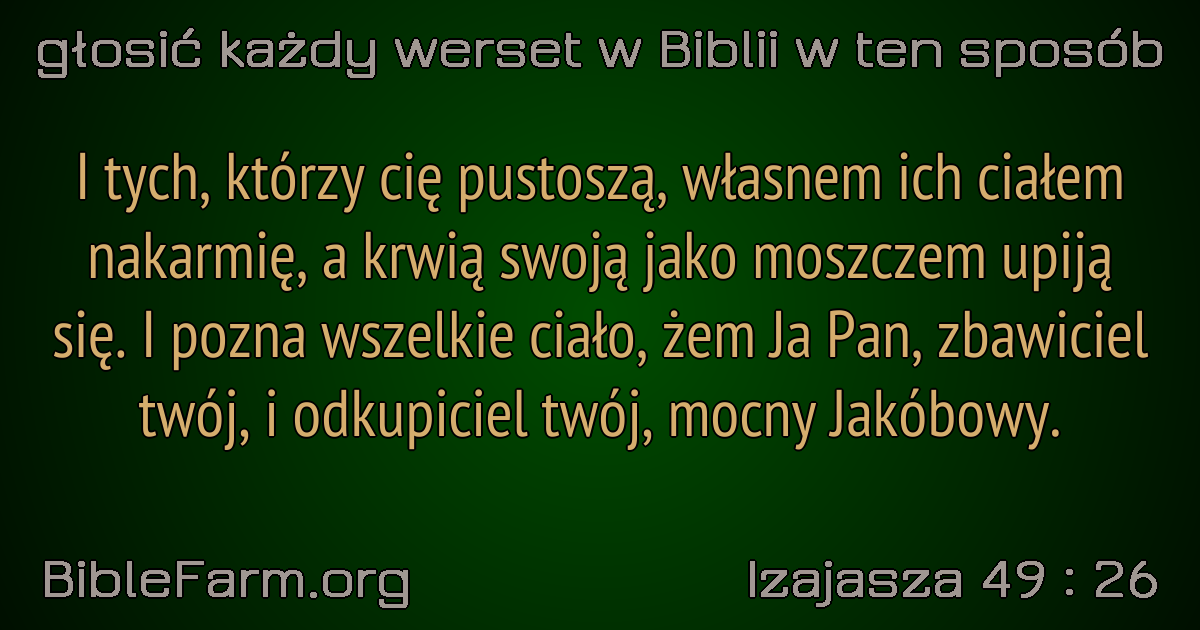 głosić każdy werset w Biblii w ten sposób
I tych, którzy cię pustoszą, własnem ich ciałem
nakarmię, a krwią swoją jako moszczem upiją
się. I pozna wszelkie ciało, żem Ja Pan, zbawiciel
twój, i odkupiciel twój, mocny Jakóbowy.
BibleFarm.org
Izajasza 49 : 26